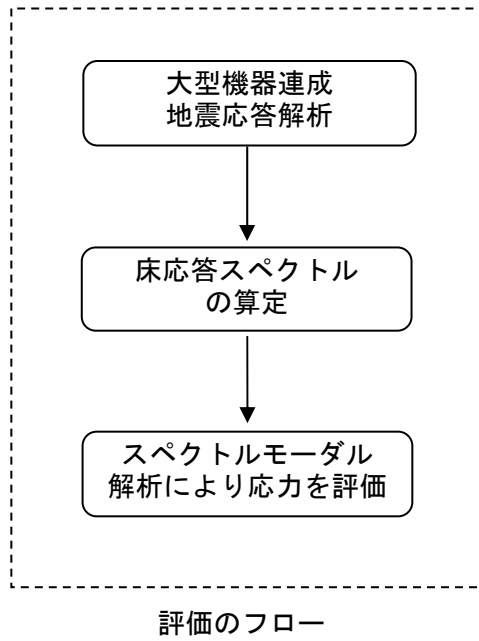 大型機器連成
地震応答解析
床応答スペクトル
の算定
スペクトルモーダル
解析により応力を評価
評価のフロー